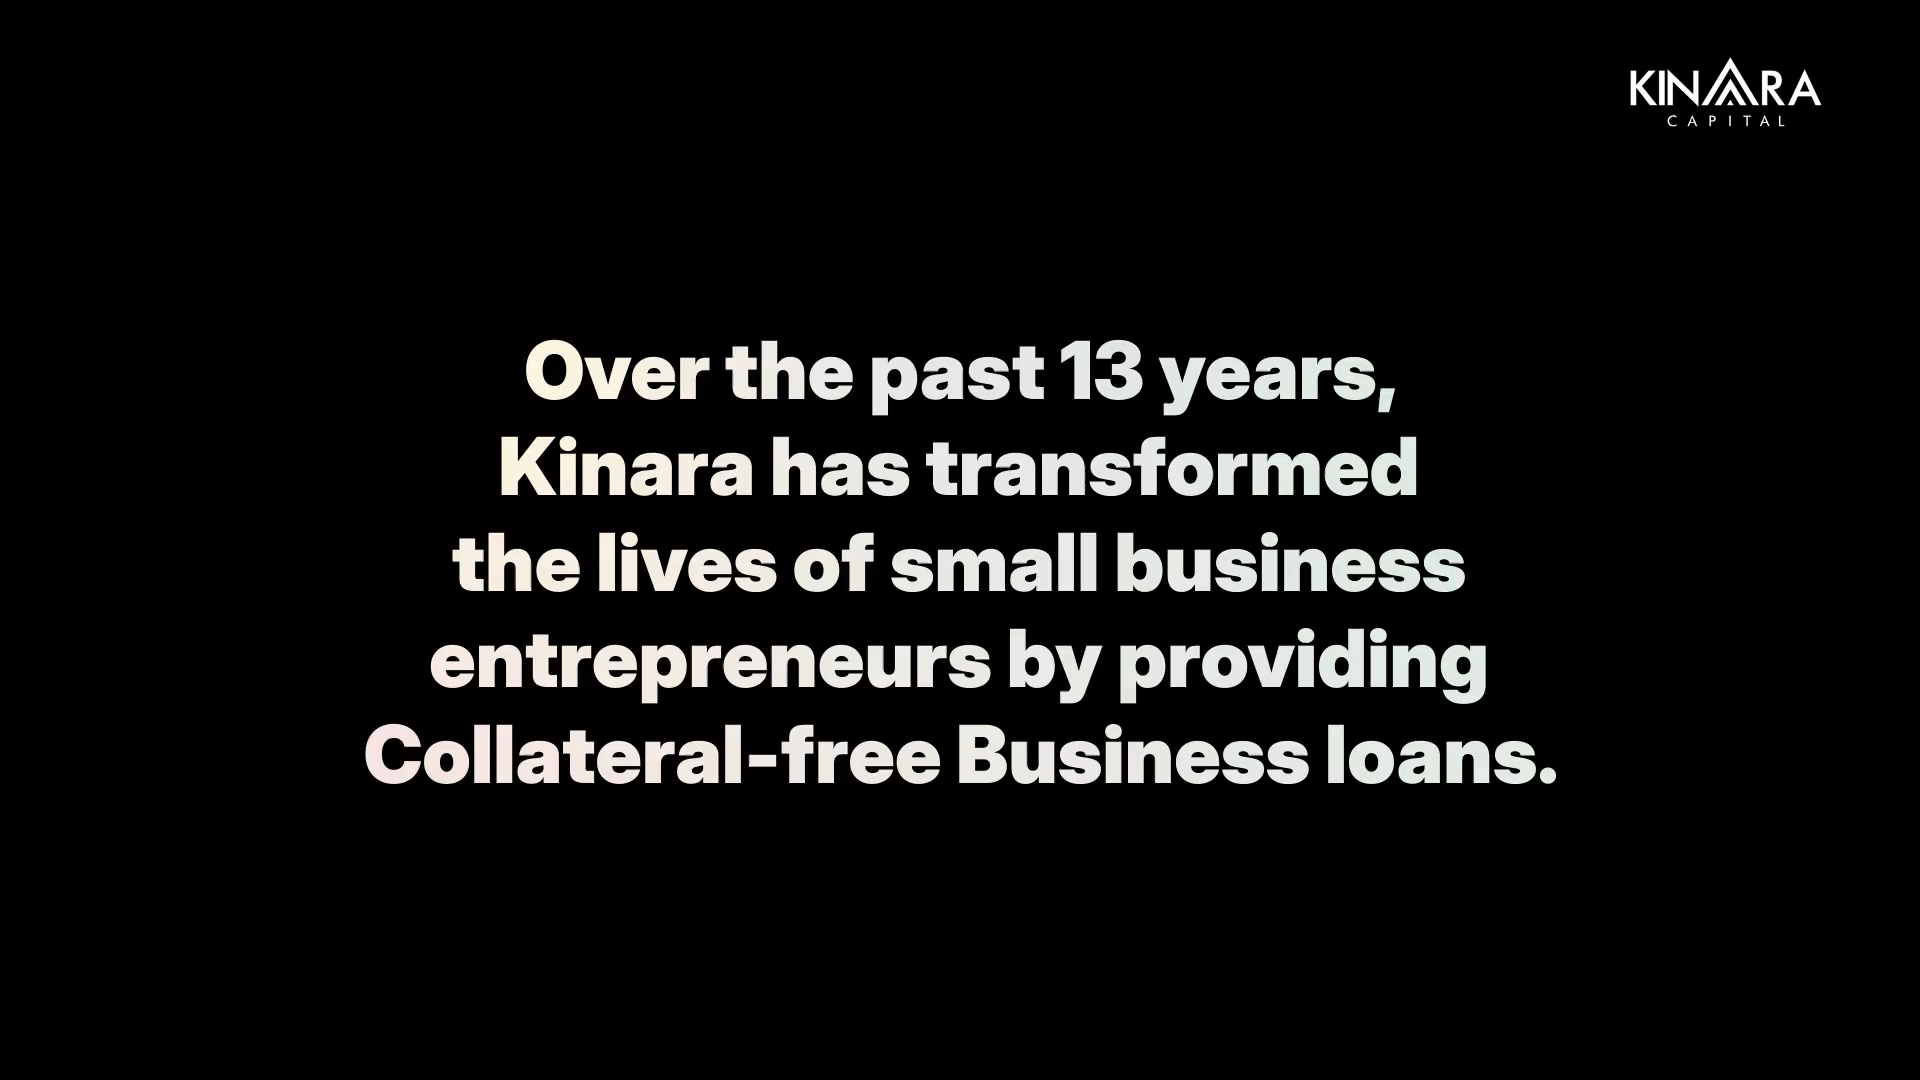 KINARA
CAPITAL
Over the past 13 years,
Kinara has transformed
the lives of small business
entrepreneurs by providing
Collateral-free Business loans.